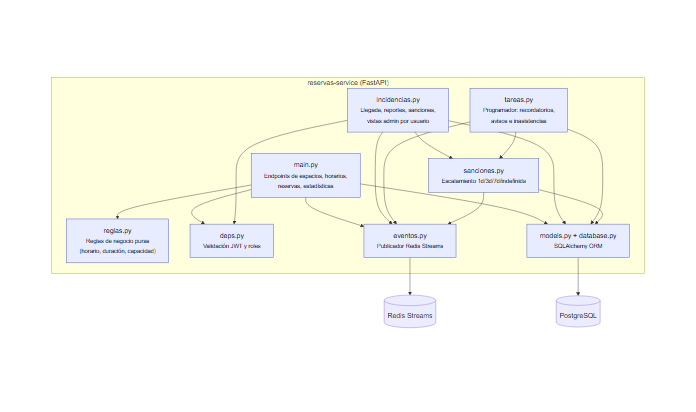 reservas-service (FastAPI)
incidencias.py
Llegada, reportes, sanciones,
vistas admin por usuario
tareas.py
Programador: recordatorios,
avisos e inasistencias
main.py
Endpoints de espacios, horarios,
reservas, estadísticas
sanciones.py
Escalamiento 1d/3d/7d/indefinida
reglas.py
Reglas de negocio puras
(horario, duración, capacidad)
deps.py
Validación JWT y roles
eventos.py
Publicador Redis Streams
models.py + database.py
SQLAlchemy ORM
Redis Streams
PostgreSQL